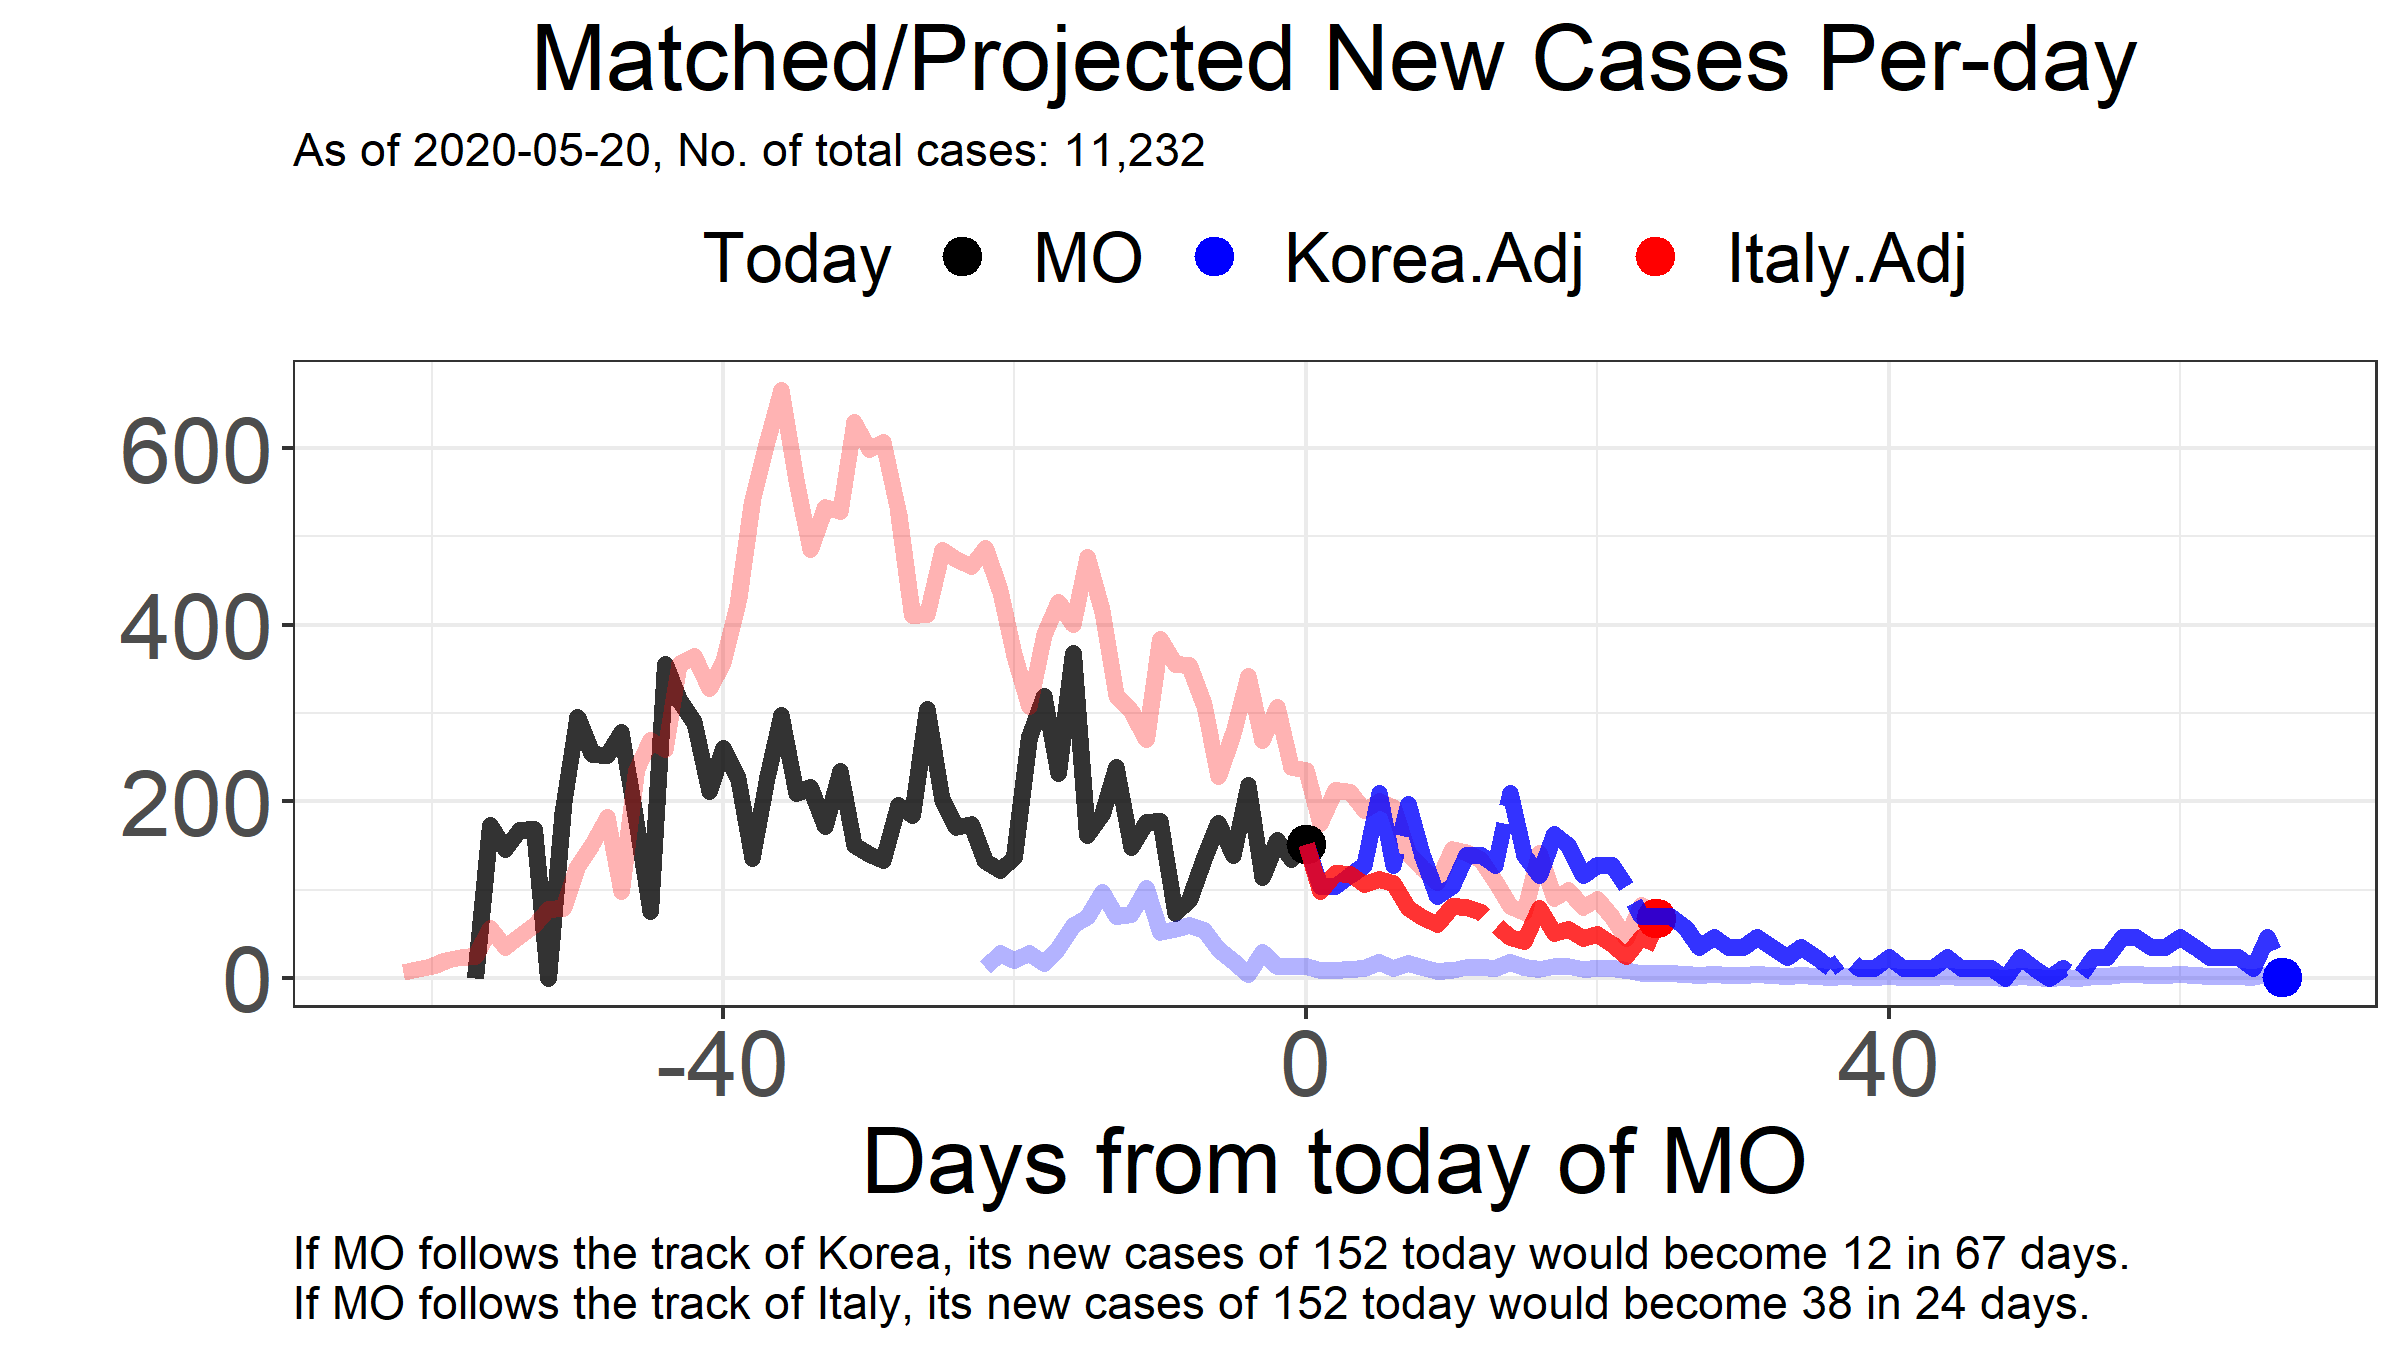 Matched/Projected New Cases Per-day
As of 2020-05-20, No. of total cases: 11,232
Today MO Korea.Adj Italy.Adj
600
400
200
0
-40 0 40
Days from today of MO
If MO follows the track of Korea, its new cases of 152 today would become 12 in 67 days.
If MO follows the track of Italy, its new cases of 152 today would become 38 in 24 days.